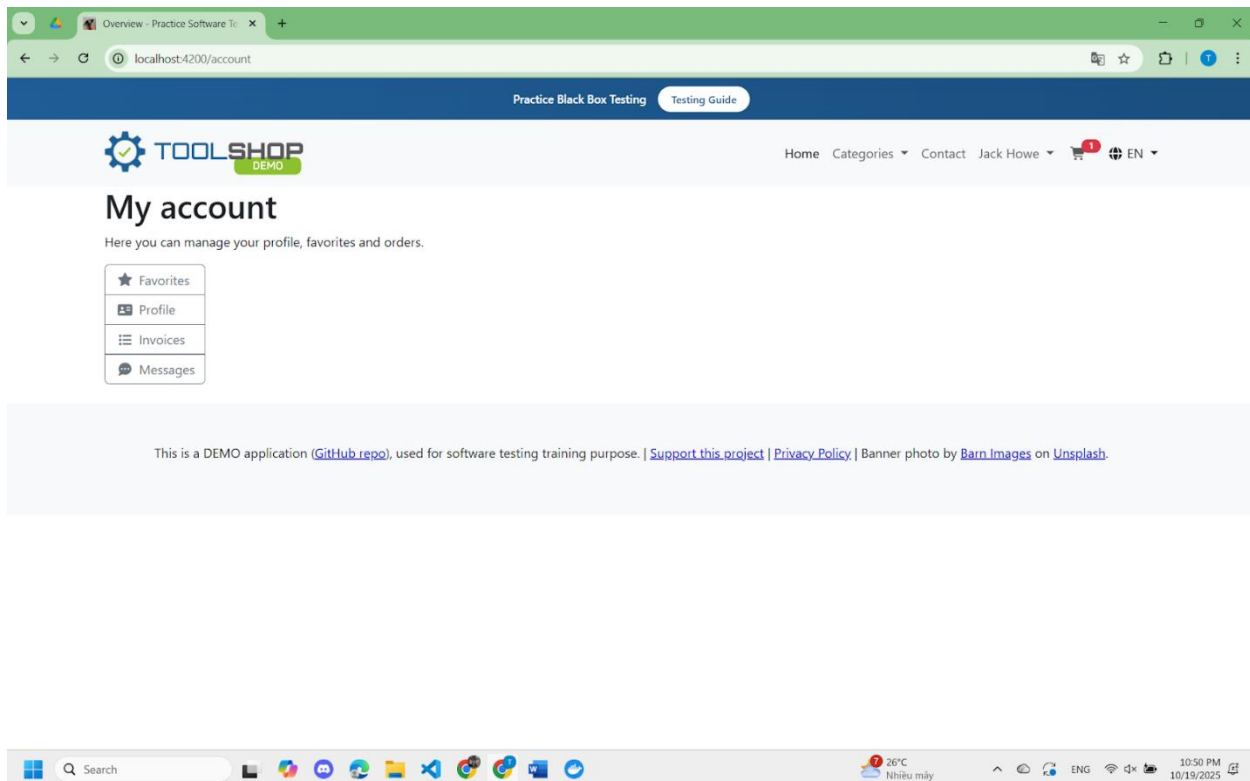 Overview - Practice Software Te
localhost:4200/account
T
Practice Black Box Testing Testing Guide
TOOLSHOP
DEMO
Home Categories Contact Jack Howe 1 EN
My account
Here you can manage your profile, favorites and orders.
Favorites
Profile
Invoices
Messages
This is a DEMO application (GitHub repo), used for software testing training purpose. | Support this project | Privacy Policy | Banner photo by Barn Images on Unsplash.
Search
7
26°C
Nhiều mây
ENG
10:50 PM
10/19/2025